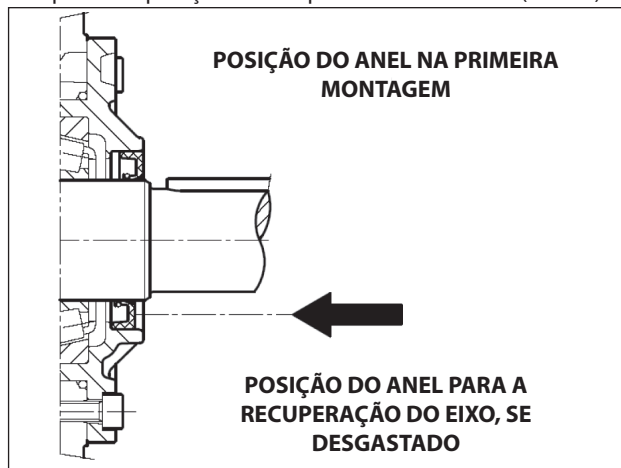 POSIÇÃO DO ANEL NA PRIMEIRA
MONTAGEM
POSIÇÃO DO ANEL PARA A
RECUPERAÇÃO DO EIXO, SE
DESGASTADO